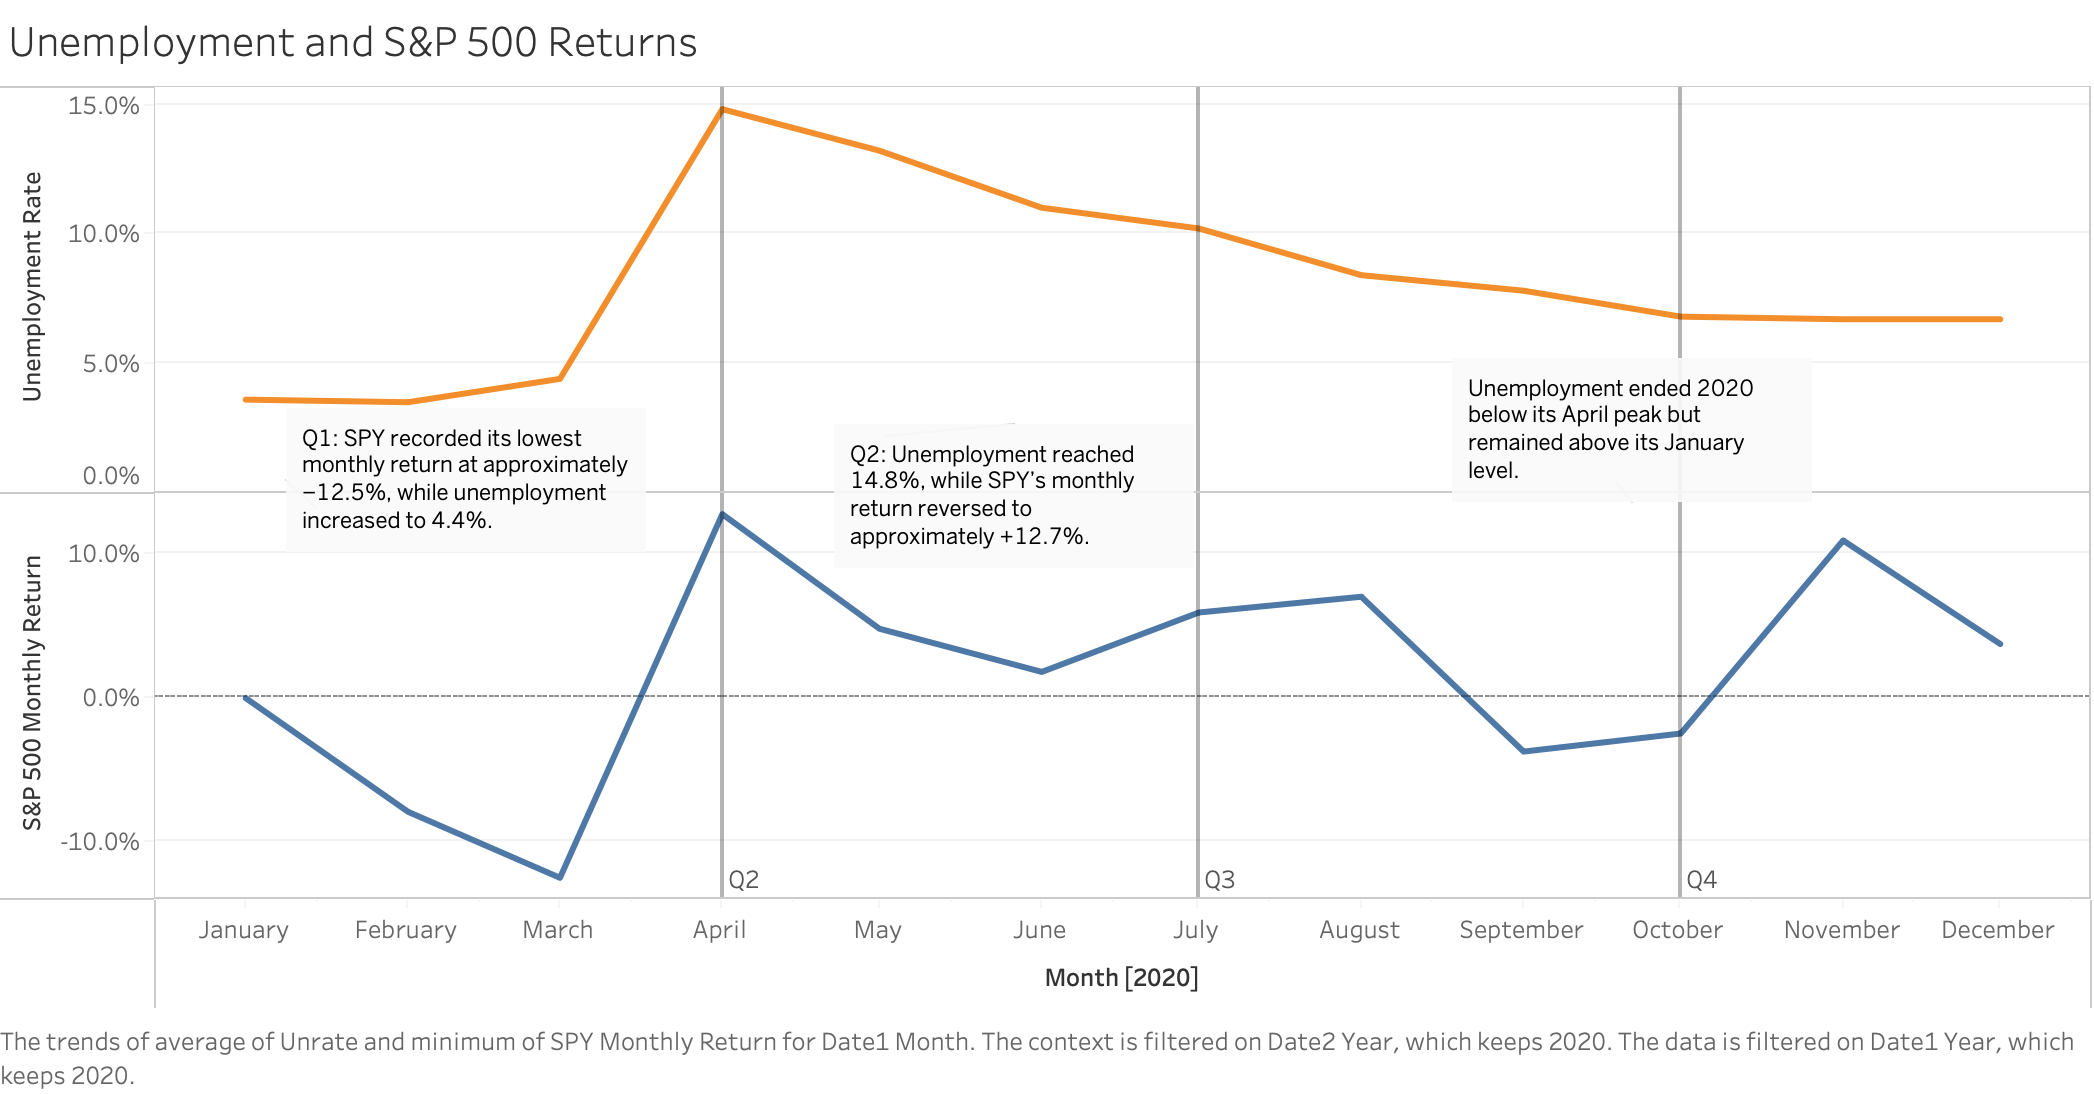 Unemployment and S&P 500 Returns
Unemployment Rate
15.0%
10.0%
5.0%
0.0%
Q1: SPY recorded its lowest
monthly return at approximately
−12.5%, while unemployment
increased to 4.4%.
Q2: Unemployment reached
14.8%, while SPY’s monthly
return reversed to
approximately +12.7%.
Unemployment ended 2020
below its April peak but
remained above its January
level.
S&P 500 Monthly Return
10.0%
0.0%
-10.0%
Q2
Q3
Q4
January February March April May June July August September October November December
Month [2020]
The trends of average of Unrate and minimum of SPY Monthly Return for Date1 Month. The context is filtered on Date2 Year, which keeps 2020. The data is filtered on Date1 Year, which
keeps 2020.